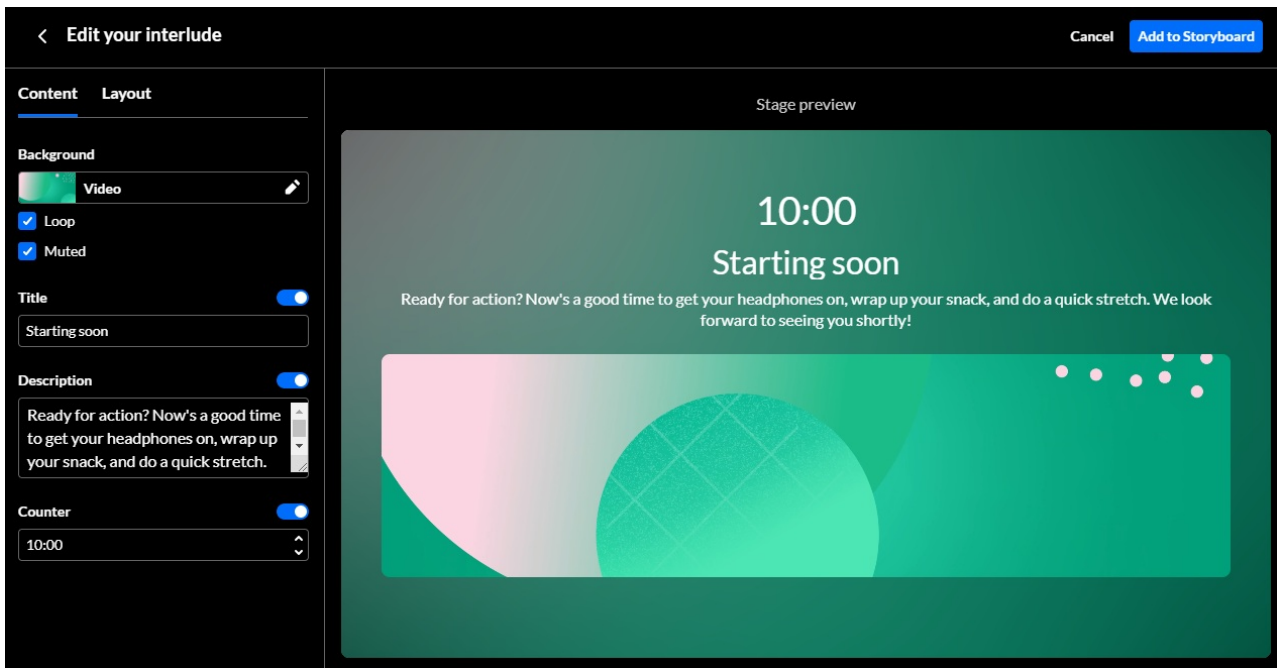 Edit your interlude
Cancel
Add to Storyboard
Content
Layout
Stage preview
Background
Video
Loop
Muted
Title
Starting soon
Description
Ready for action? Now's a good time
to get your headphones on, wrap up
your snack, and do a quick stretch.
Counter
10:00
10:00
Starting soon
Ready for action? Now's a good time to get your headphones on, wrap up your snack, and do a quick stretch. We look
forward to seeing you shortly!